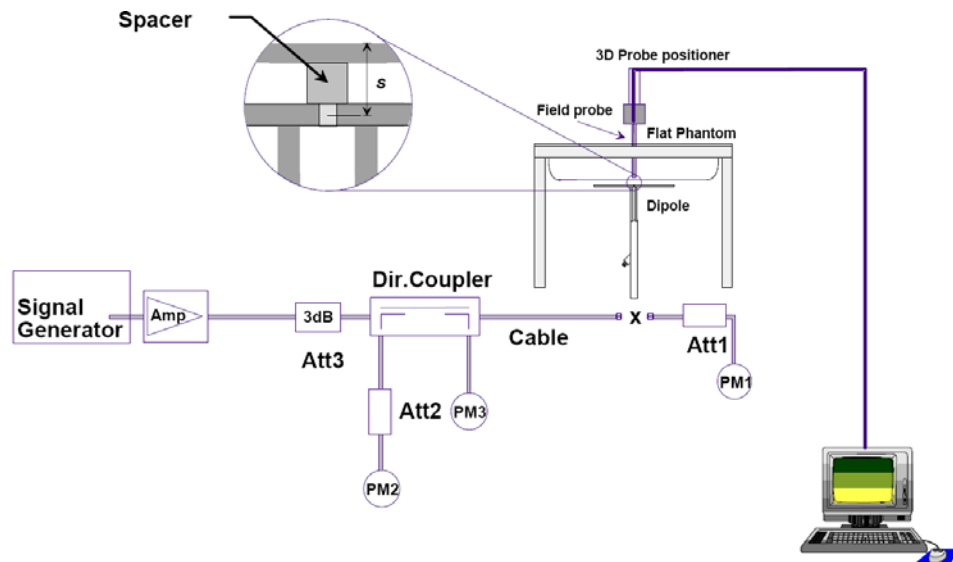 Spacer
s
3D Probe positioner
Field probe
Flat Phantom
Dipole
Signal
Generator
Amp
3dB
Att3
Dir.Coupler
Cable
x
Att1
PM1
Att2
PM3
PM2